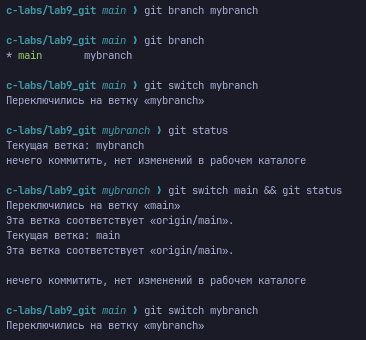 c-labs/lab9_git main ❯ git branch mybranch
c-labs/lab9_git main ❯ git branch
* main mybranch
c-labs/lab9_git main ❯ git switch mybranch
Переключились на ветку «mybranch»
c-labs/lab9_git mybranch ❯ git status
Текущая ветка: mybranch
нечего коммитить, нет изменений в рабочем каталоге
c-labs/lab9_git mybranch ❯ git switch main && git status
Переключились на ветку «main»
Эта ветка соответствует «origin/main».
Текущая ветка: main
Эта ветка соответствует «origin/main».
нечего коммитить, нет изменений в рабочем каталоге
c-labs/lab9_git main ❯ git switch mybranch
Переключились на ветку «mybranch»